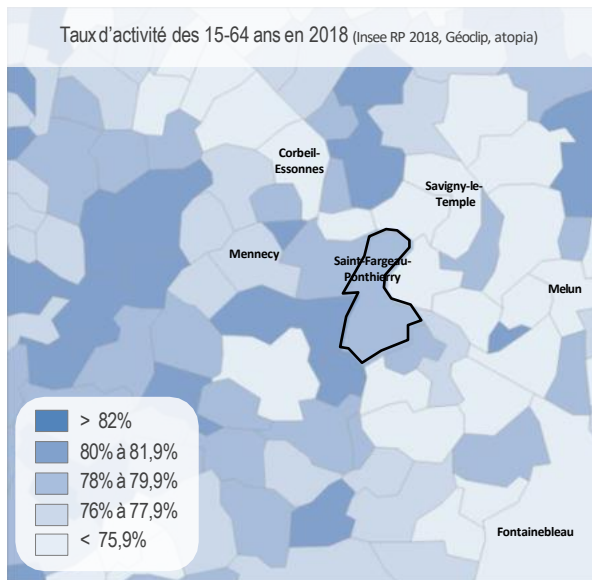 Taux d'activité des 15-64 ans en 2018 (Insee RP 2018, Géoclip, atopia)
Corbeil-
Essonnes
Savigny-le-
Temple
Mennecy
Saint-Fargeau-
Ponthierry
Melun
> 82%
80% à 81,9%
78% à 79,9%
76% à 77,9%
< 75,9%
Fontainebleau